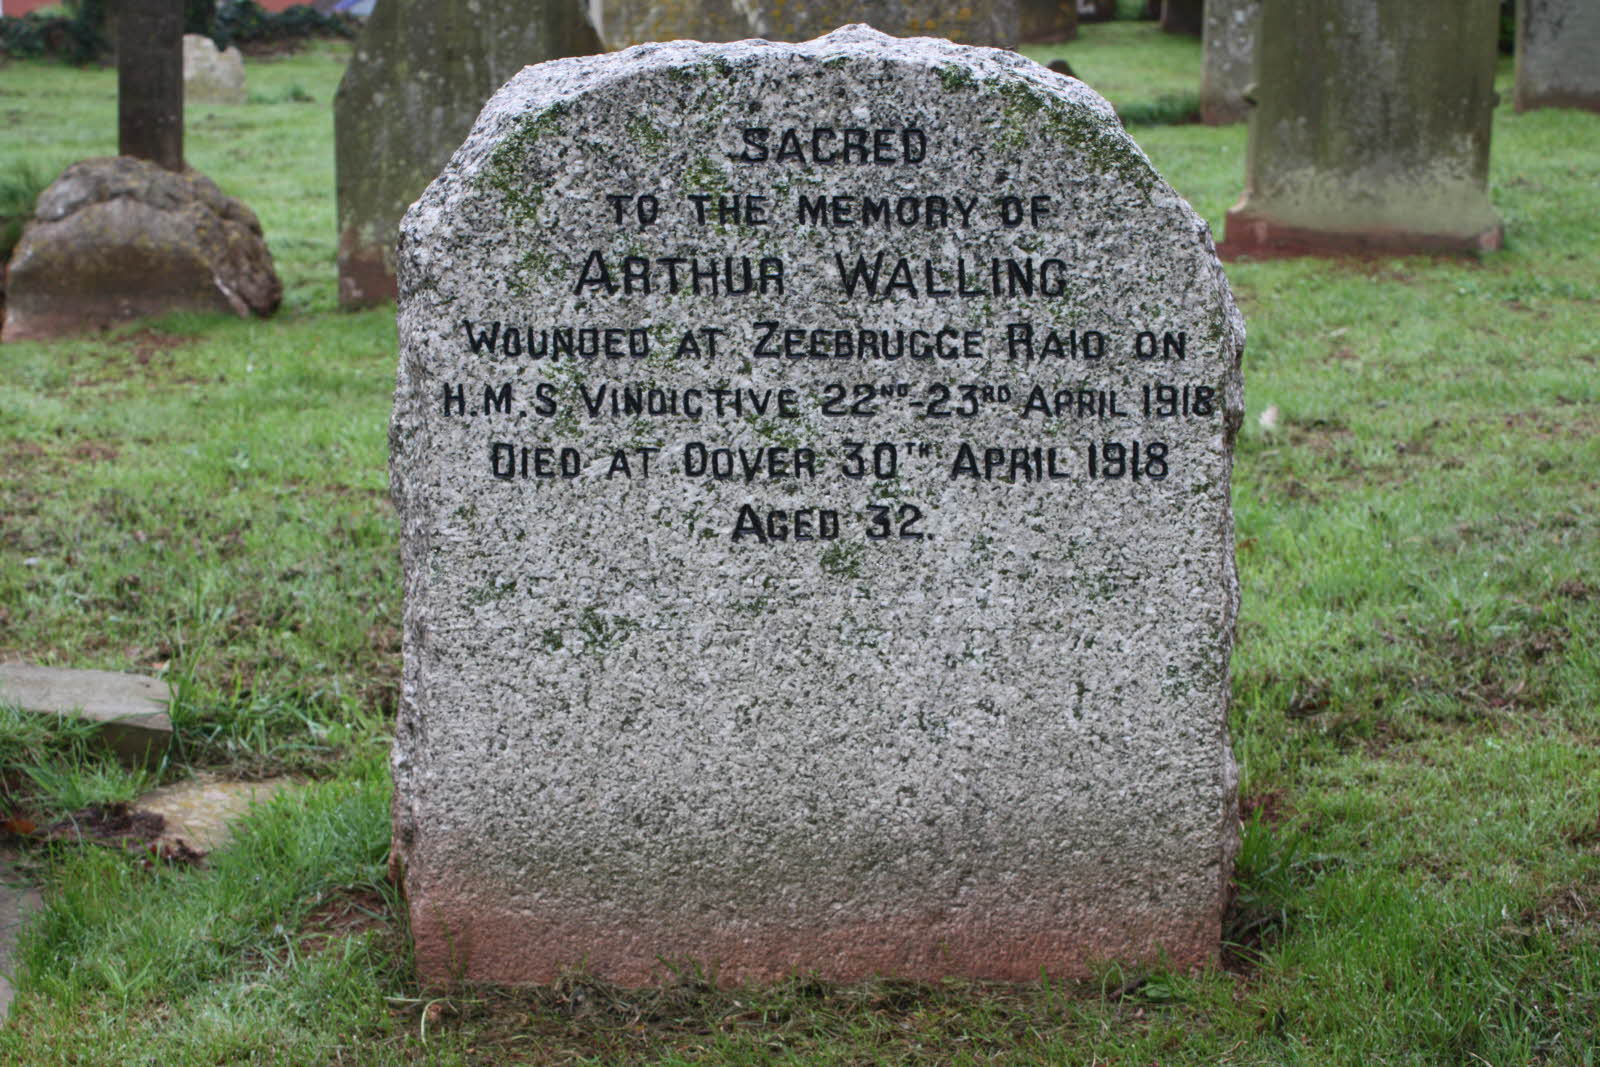 SACRED
TO THE MEMORY OF
ARTHUR WALLING
WOUNDED AT ZEEBRUGGE RAID ON
H.M.S VINDICTIVE 22ND-23RD APRIL 1918
DIED AT DOVER 30TH APRIL 1918
AGED 32.